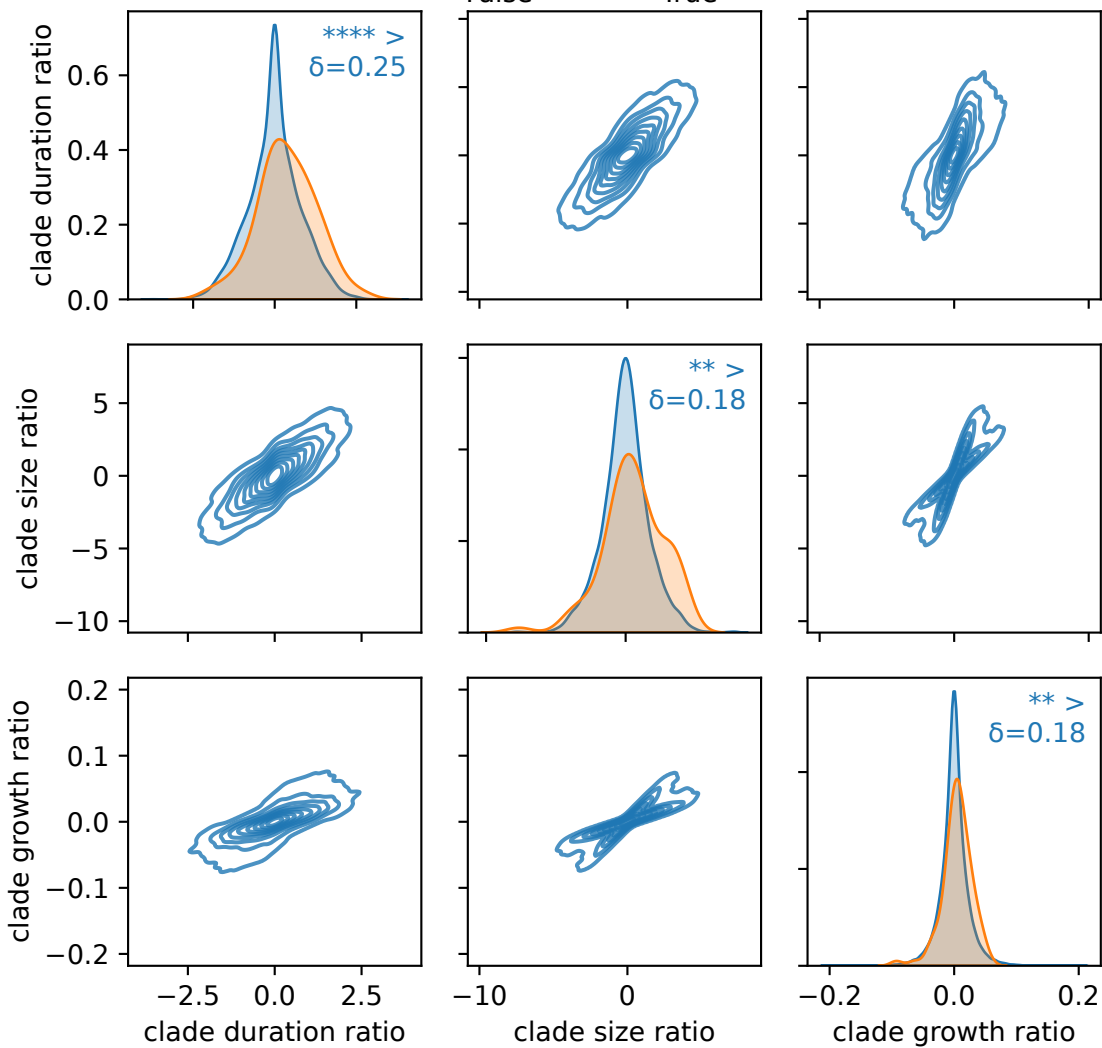 clade duration ratio
0.6
0.4
0.2
0.0
**** >
δ=0.25
clade size ratio
5
0
−5
−10
** >
δ=0.18
clade growth ratio
0.2
0.1
0.0
−0.1
−0.2
** >
δ=0.18
−2.5 0.0 2.5
−10 0
−0.2 0.0 0.2
clade duration ratio
clade size ratio
clade growth ratio